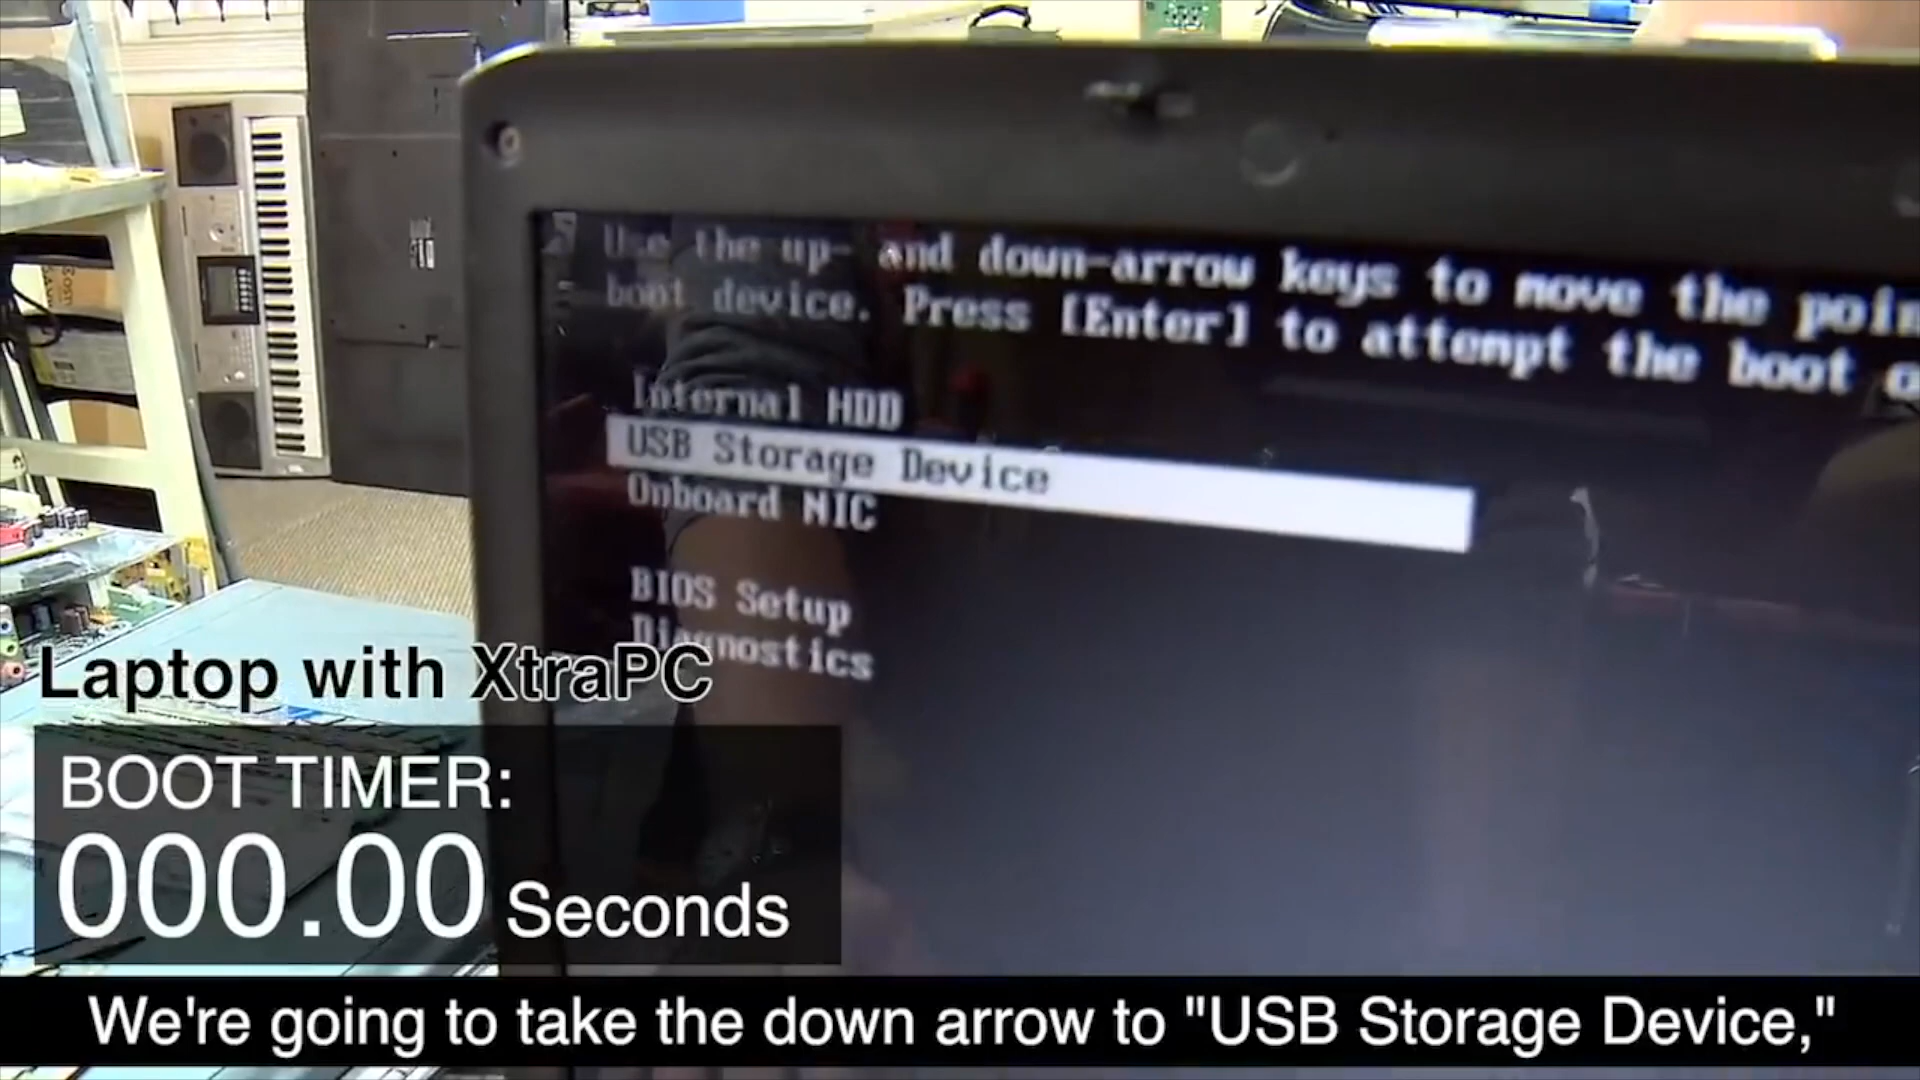 Use the up- and down-arrow keys to move the
boot device. Press [Enter] to attempt the boot
Internal HDD
USB Storage Device
Onboard NIC
BIOS Setup
Diagnostics
Laptop with XtraPC
BOOT TIMER:
000.00 Seconds
We're going to take the down arrow to "USB Storage Device,"